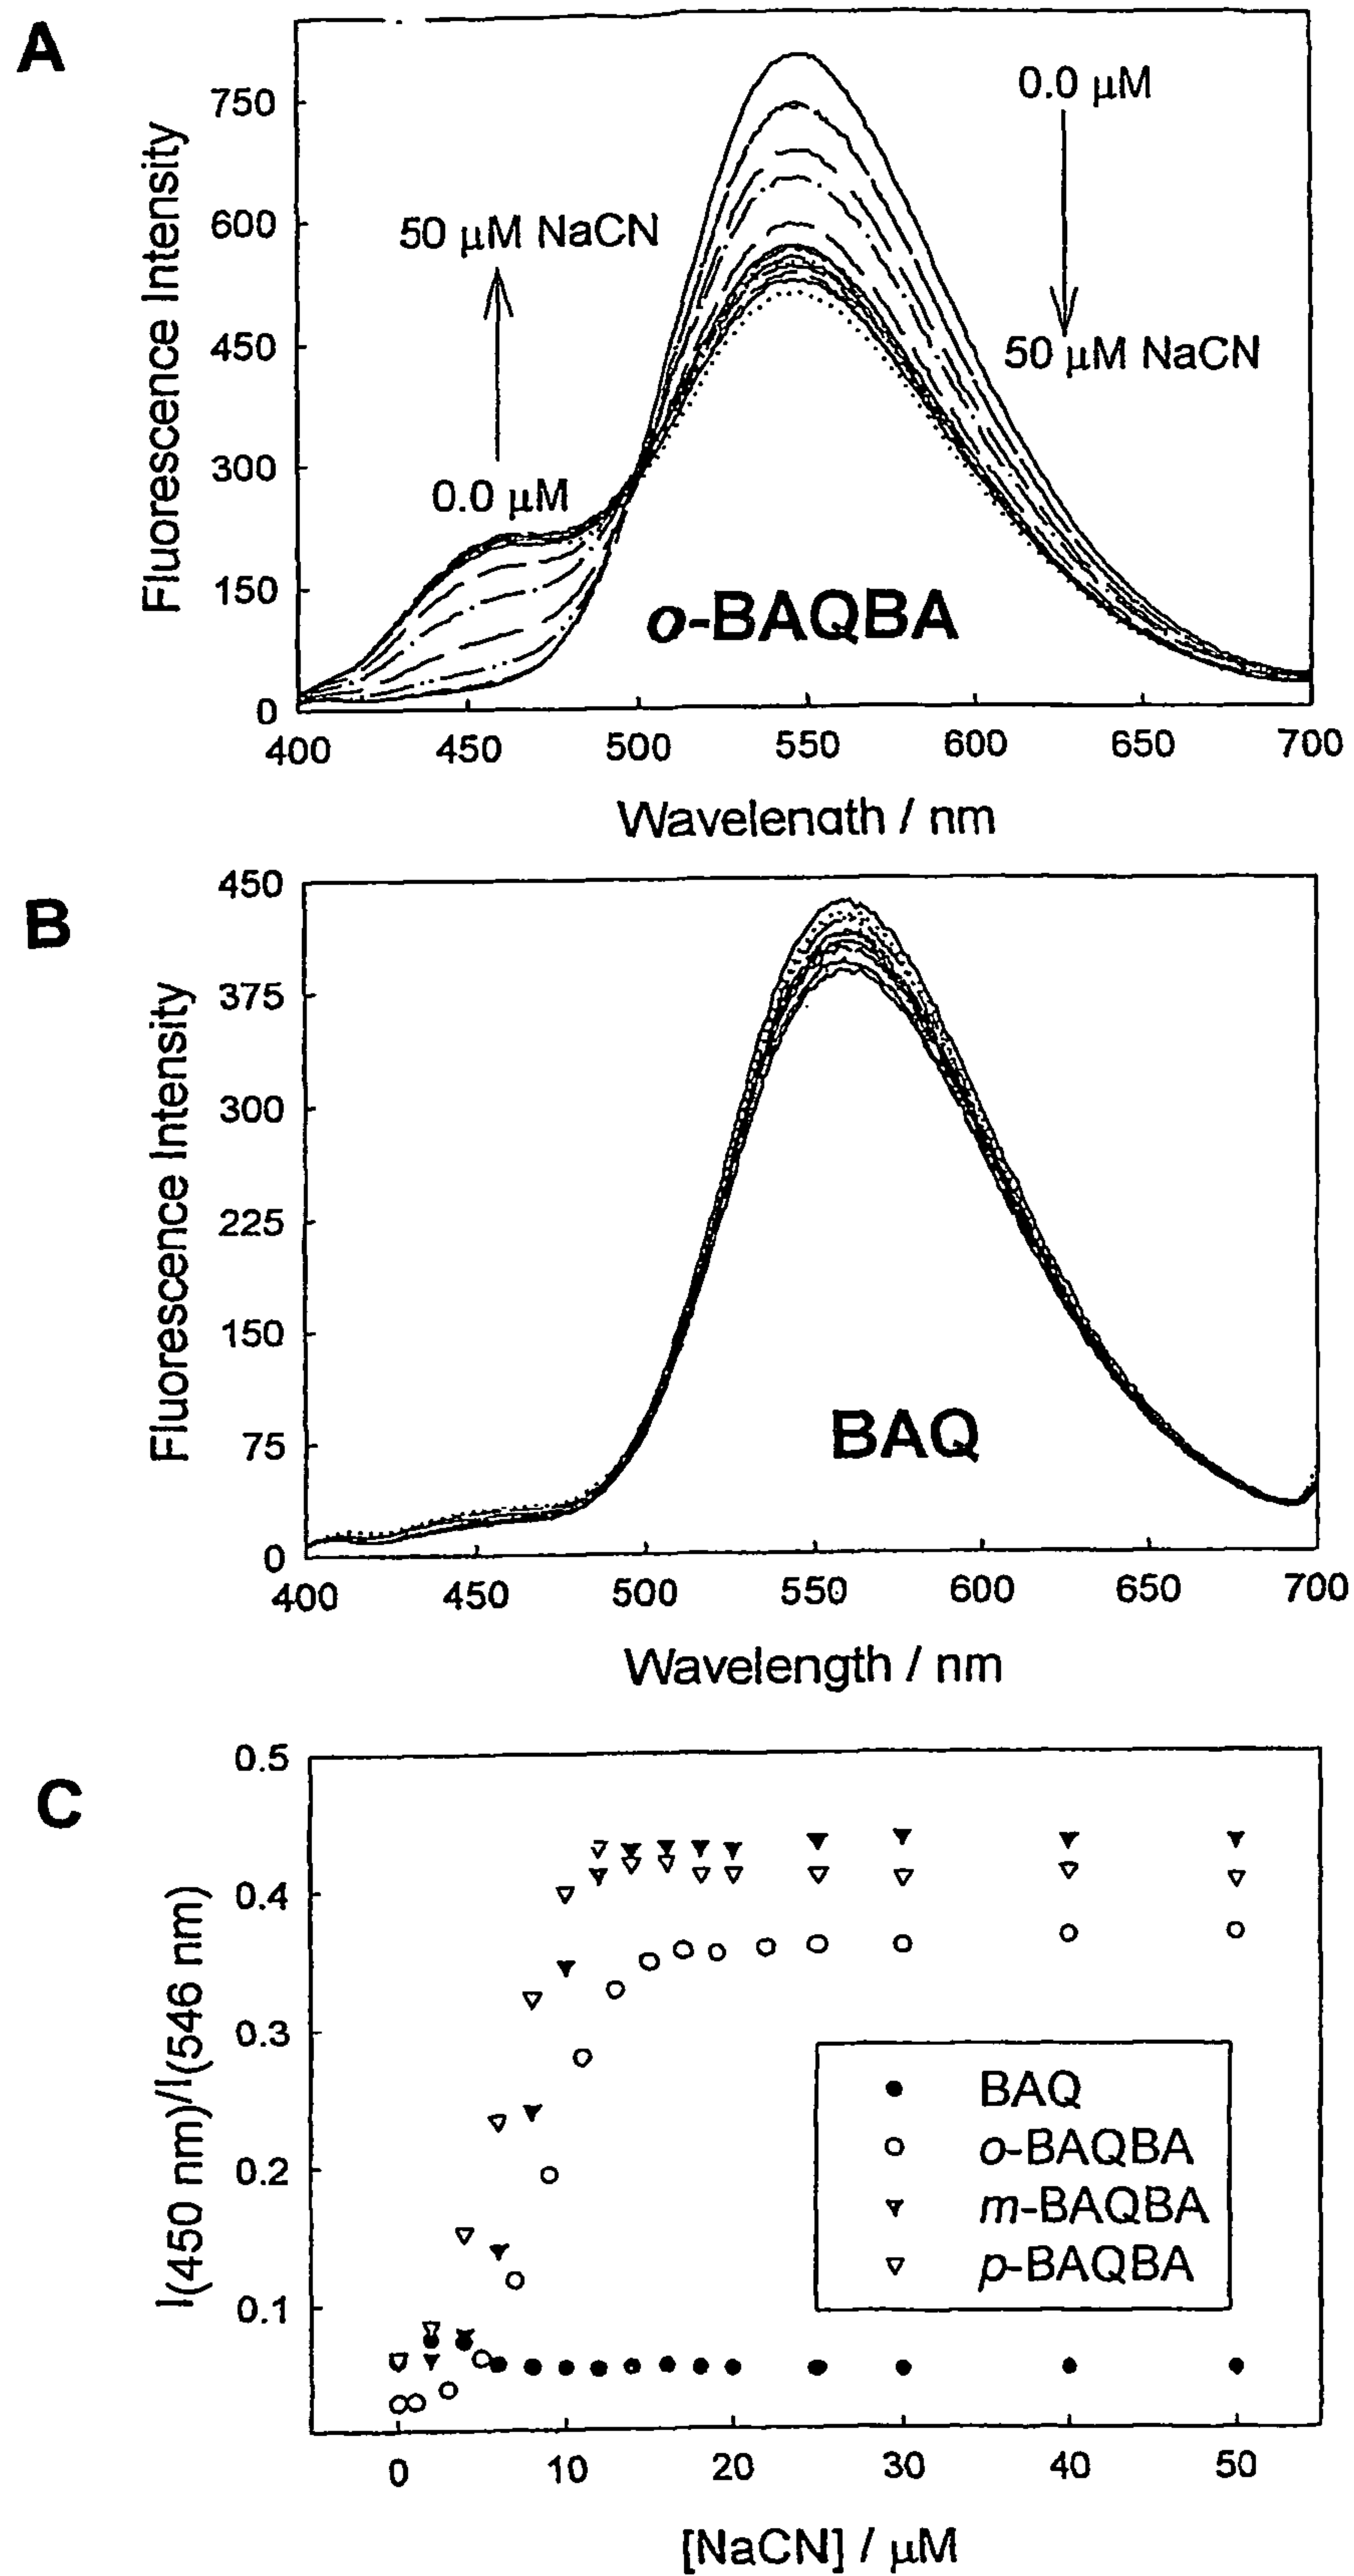 A
Fluorescence Intensity
750
600
450
300
150
0
0.0 μM
50 μM NaCN
50 μM NaCN
0.0 μM
o-BAQBA
400 450 500 550 600 650 700
Wavelength / nm
B
Fluorescence Intensity
450
375
300
225
150
75
0
BAQ
400 450 500 550 600 650 700
Wavelength / nm
C
I(450 nm)/I(546 nm)
0.5
0.4
0.3
0.2
0.1
BAQ
o-BAQBA
m-BAQBA
p-BAQBA
0 10 20 30 40 50
[NaCN] / μM